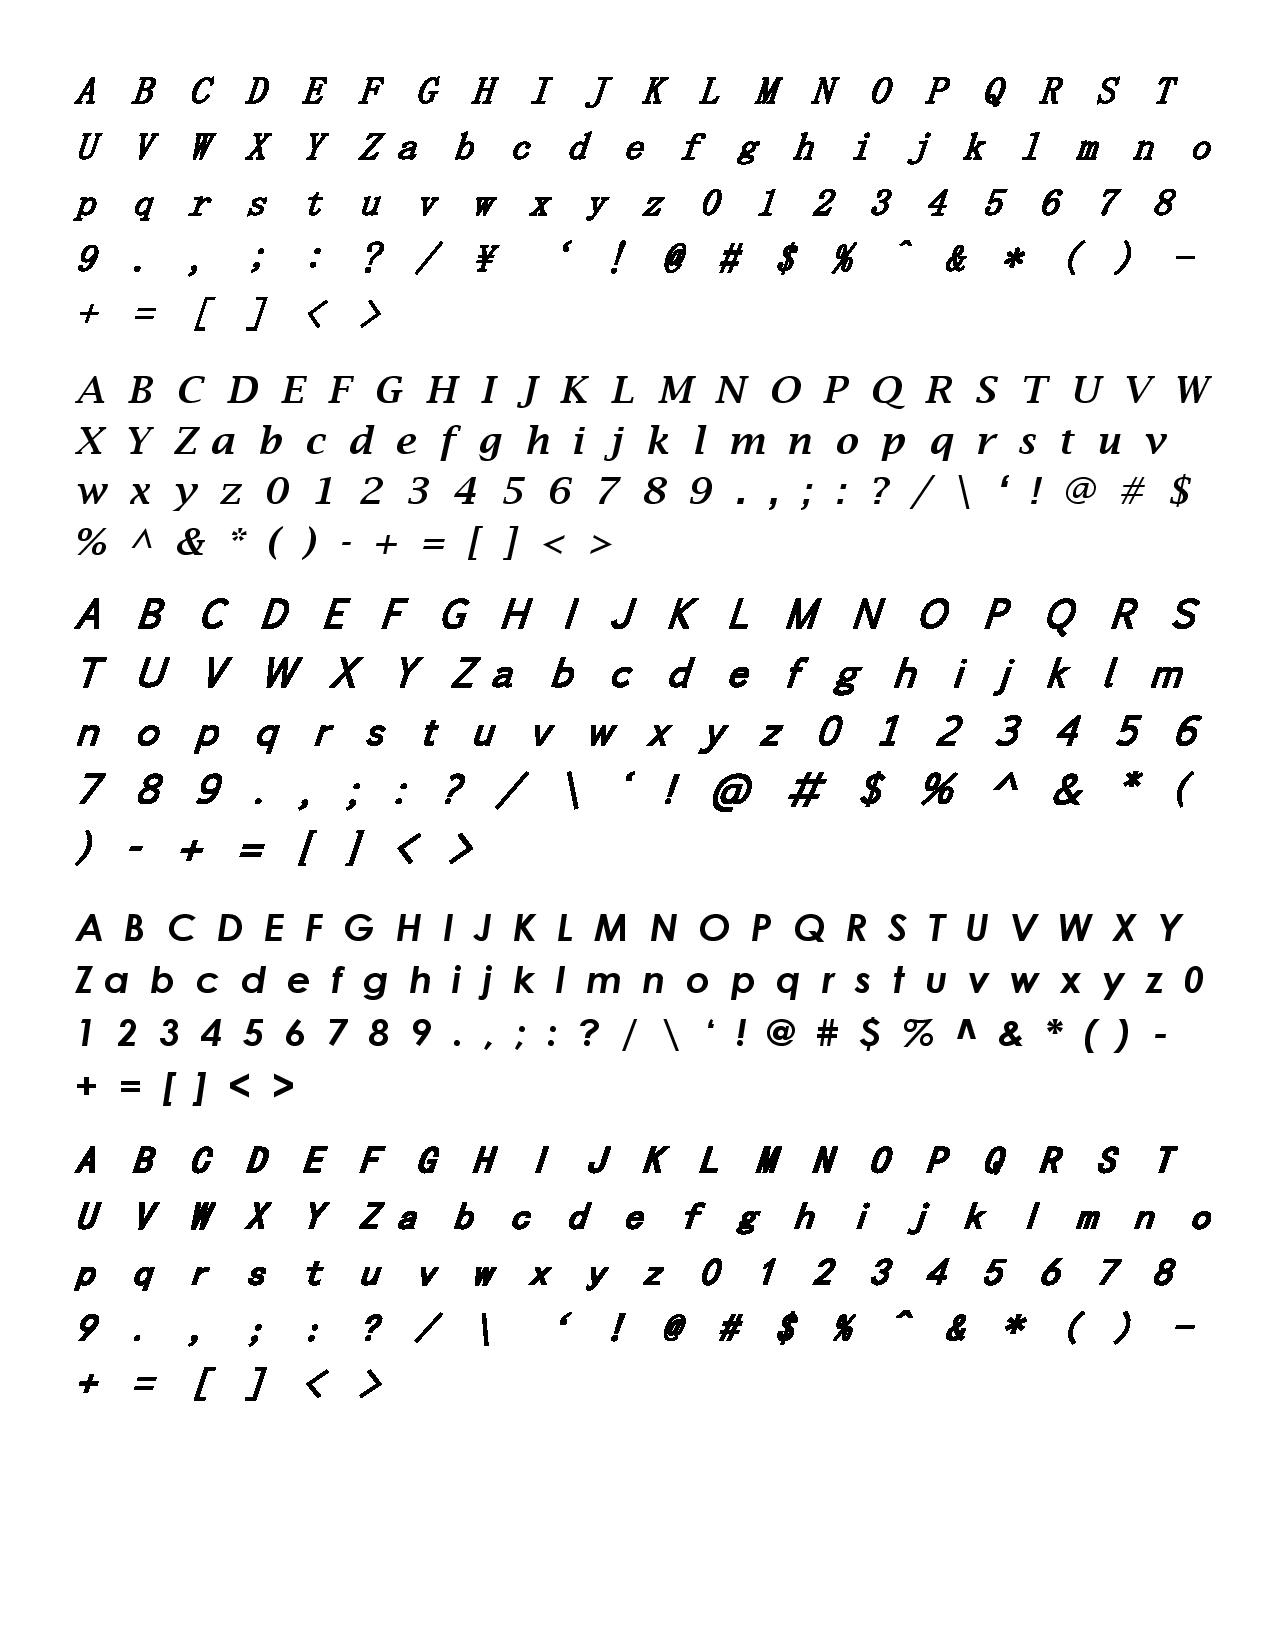 A B C D E F G H I J K L M N O P Q R S T
U V W X Y Z a b c d e f g h i j k l m n o
p q r s t u v w x y z 0 1 2 3 4 5 6 7 8
9 . , ; : ? / ¥ ‘ ! @ # $ % ^ & * ( ) -
+ = [ ] < >
A B C D E F G H I J K L M N O P Q R S T U V W
X Y Z a b c d e f g h i j k l m n o p q r s t u v
w x y z 0 1 2 3 4 5 6 7 8 9 . , ; : ? / \ ‘ ! @ # $
% ^ & * ( ) - + = [ ] < >
A B C D E F G H I J K L M N O P Q R S
T U V W X Y Z a b c d e f g h i j k l m
n o p q r s t u v w x y z 0 1 2 3 4 5 6
7 8 9 . , ; : ? / \ ‘ ! @ # $ % ^ & * (
) - + = [ ] < >
A B C D E F G H I J K L M N O P Q R S T U V W X Y
Z a b c d e f g h i j k l m n o p q r s t u v w x y z 0
1 2 3 4 5 6 7 8 9 . , ; : ? / \ ‘ ! @ # $ % ^ & * ( ) -
+ = [ ] < >
A B C D E F G H I J K L M N O P Q R S T
U V W X Y Z a b c d e f g h i j k l m n o
p q r s t u v w x y z 0 1 2 3 4 5 6 7 8
9 . , ; : ? / \ ‘ ! @ # $ % ^ & * ( ) -
+ = [ ] < >